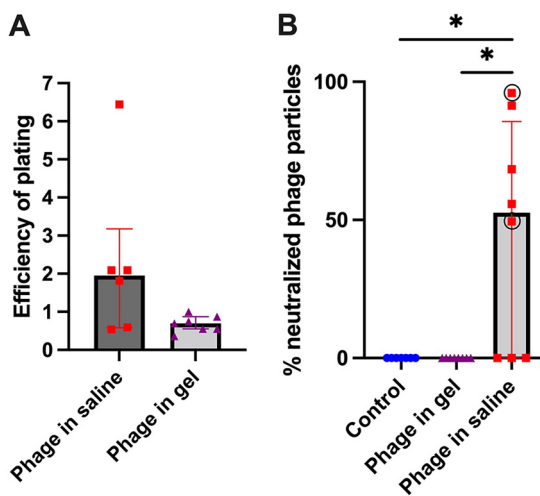 A
Efficiency of plating
7
6
5
4
3
2
1
0
Phage in saline
Phage in gel
B
% neutralized phage particles
*
*
100
50
0
Control
Phage in gel
Phage in saline